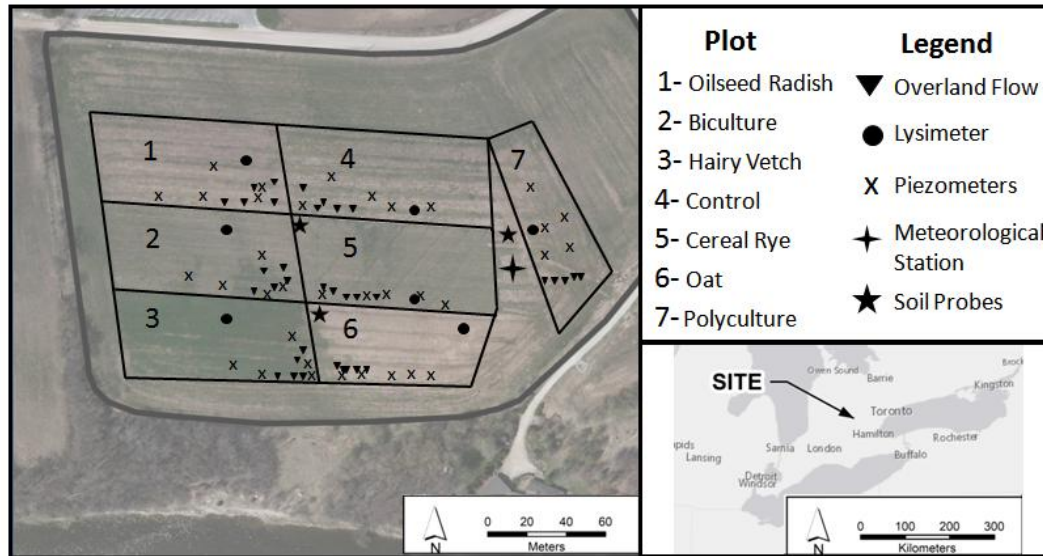 1
4
7
2
5
3
6
N
0 20 40 60
Meters
Plot
1- Oilseed Radish
2- Biculture
3- Hairy Vetch
4- Control
5- Cereal Rye
6- Oat
7- Polyculture
Legend
Overland Flow
Lysimeter
X Piezometers
Meteorological
Station
Soil Probes
Owen Sound
Barrie
Brock
Kingston
SITE
Toronto
Hamilton
Rochester
Sarnia
London
Buffalo
apids
Lansing
Detroit
Windsor
N
0 100 200 300
Kilometers